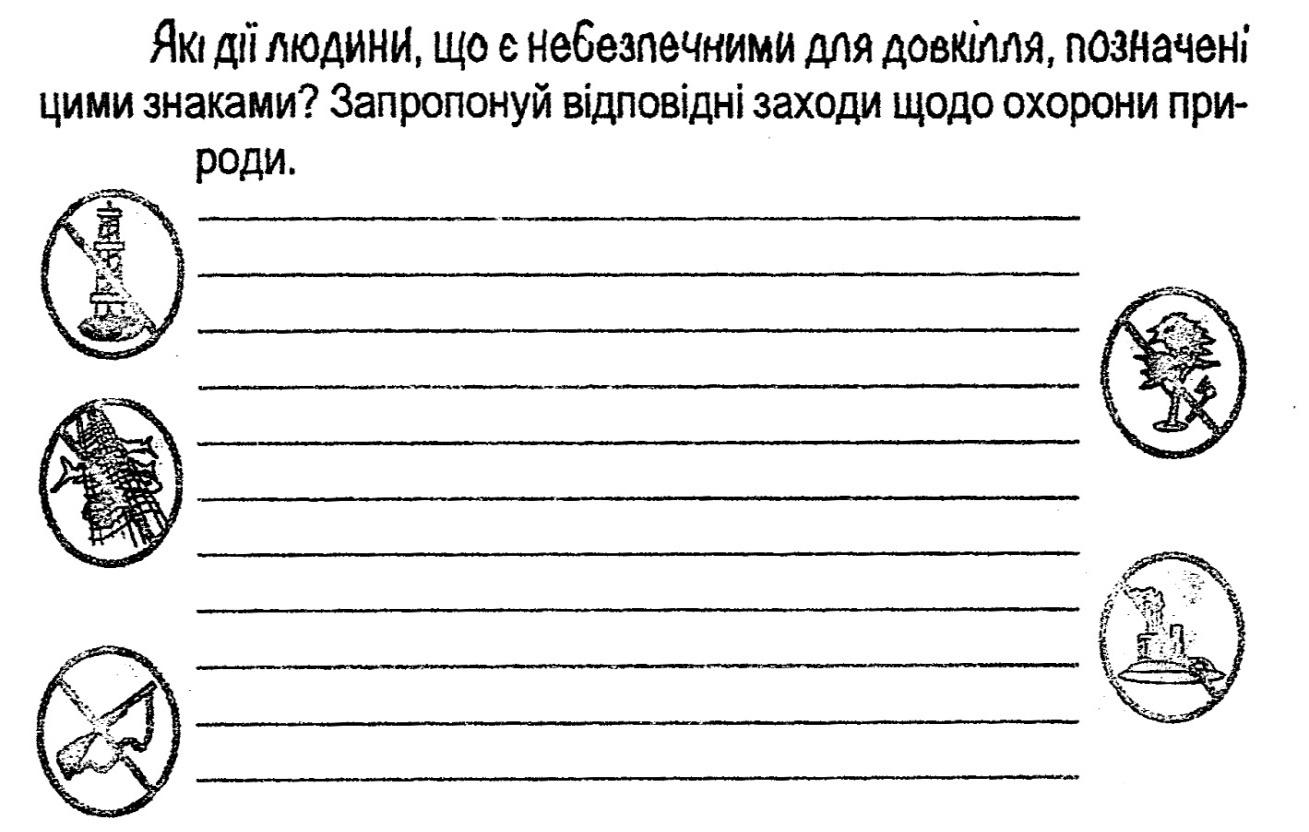 Які дії людини, що є небезпечними для довкілля, позначені
цими знаками? Запропонуй відповідні заходи щодо охорони при-
роди.